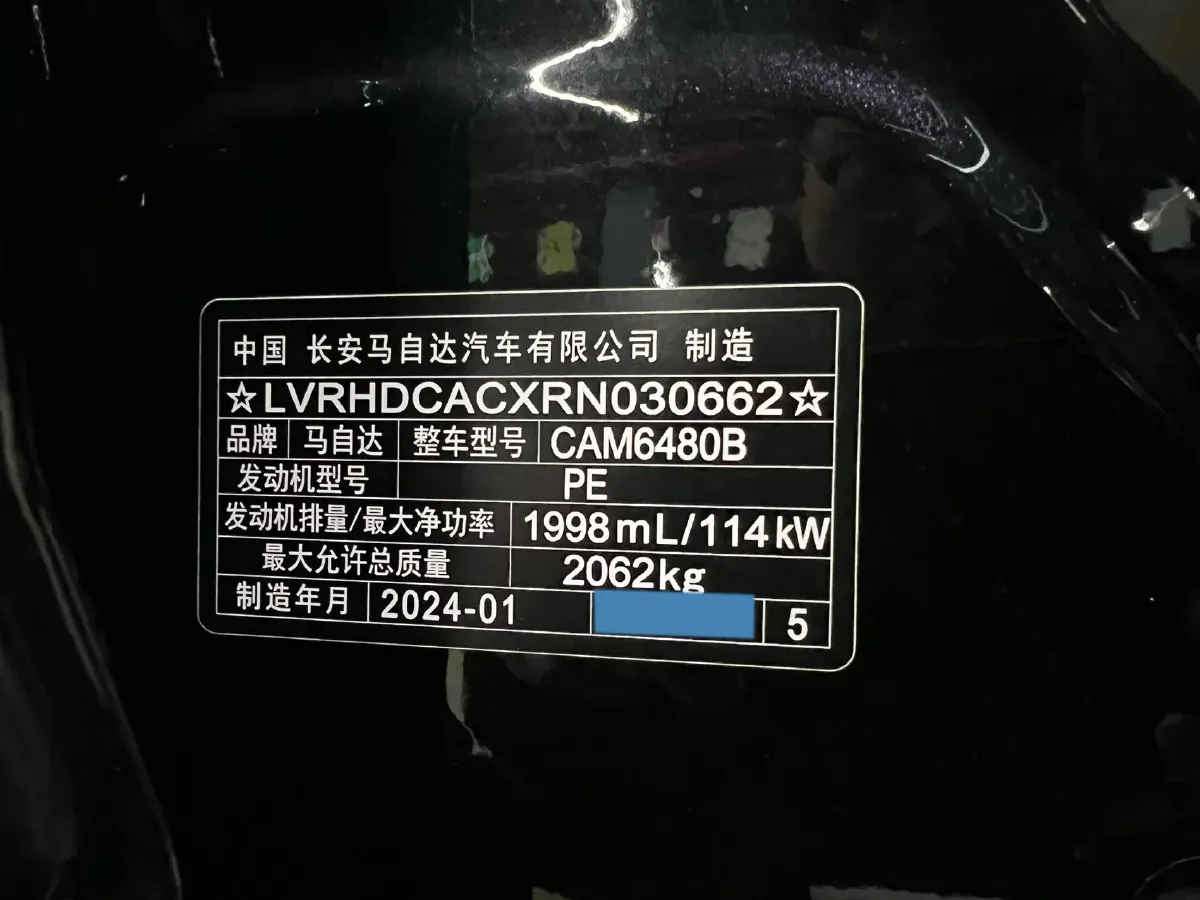 中国 长安马自达汽车有限公司 制造
☆LVRHDCACXRN030662☆
品牌 马自达 整车型号 CAM6480B
发动机型号 PE
发动机排量/最大净功率 1998mL/114kW
最大允许总质量 2062kg
制造年月 2024-01 5